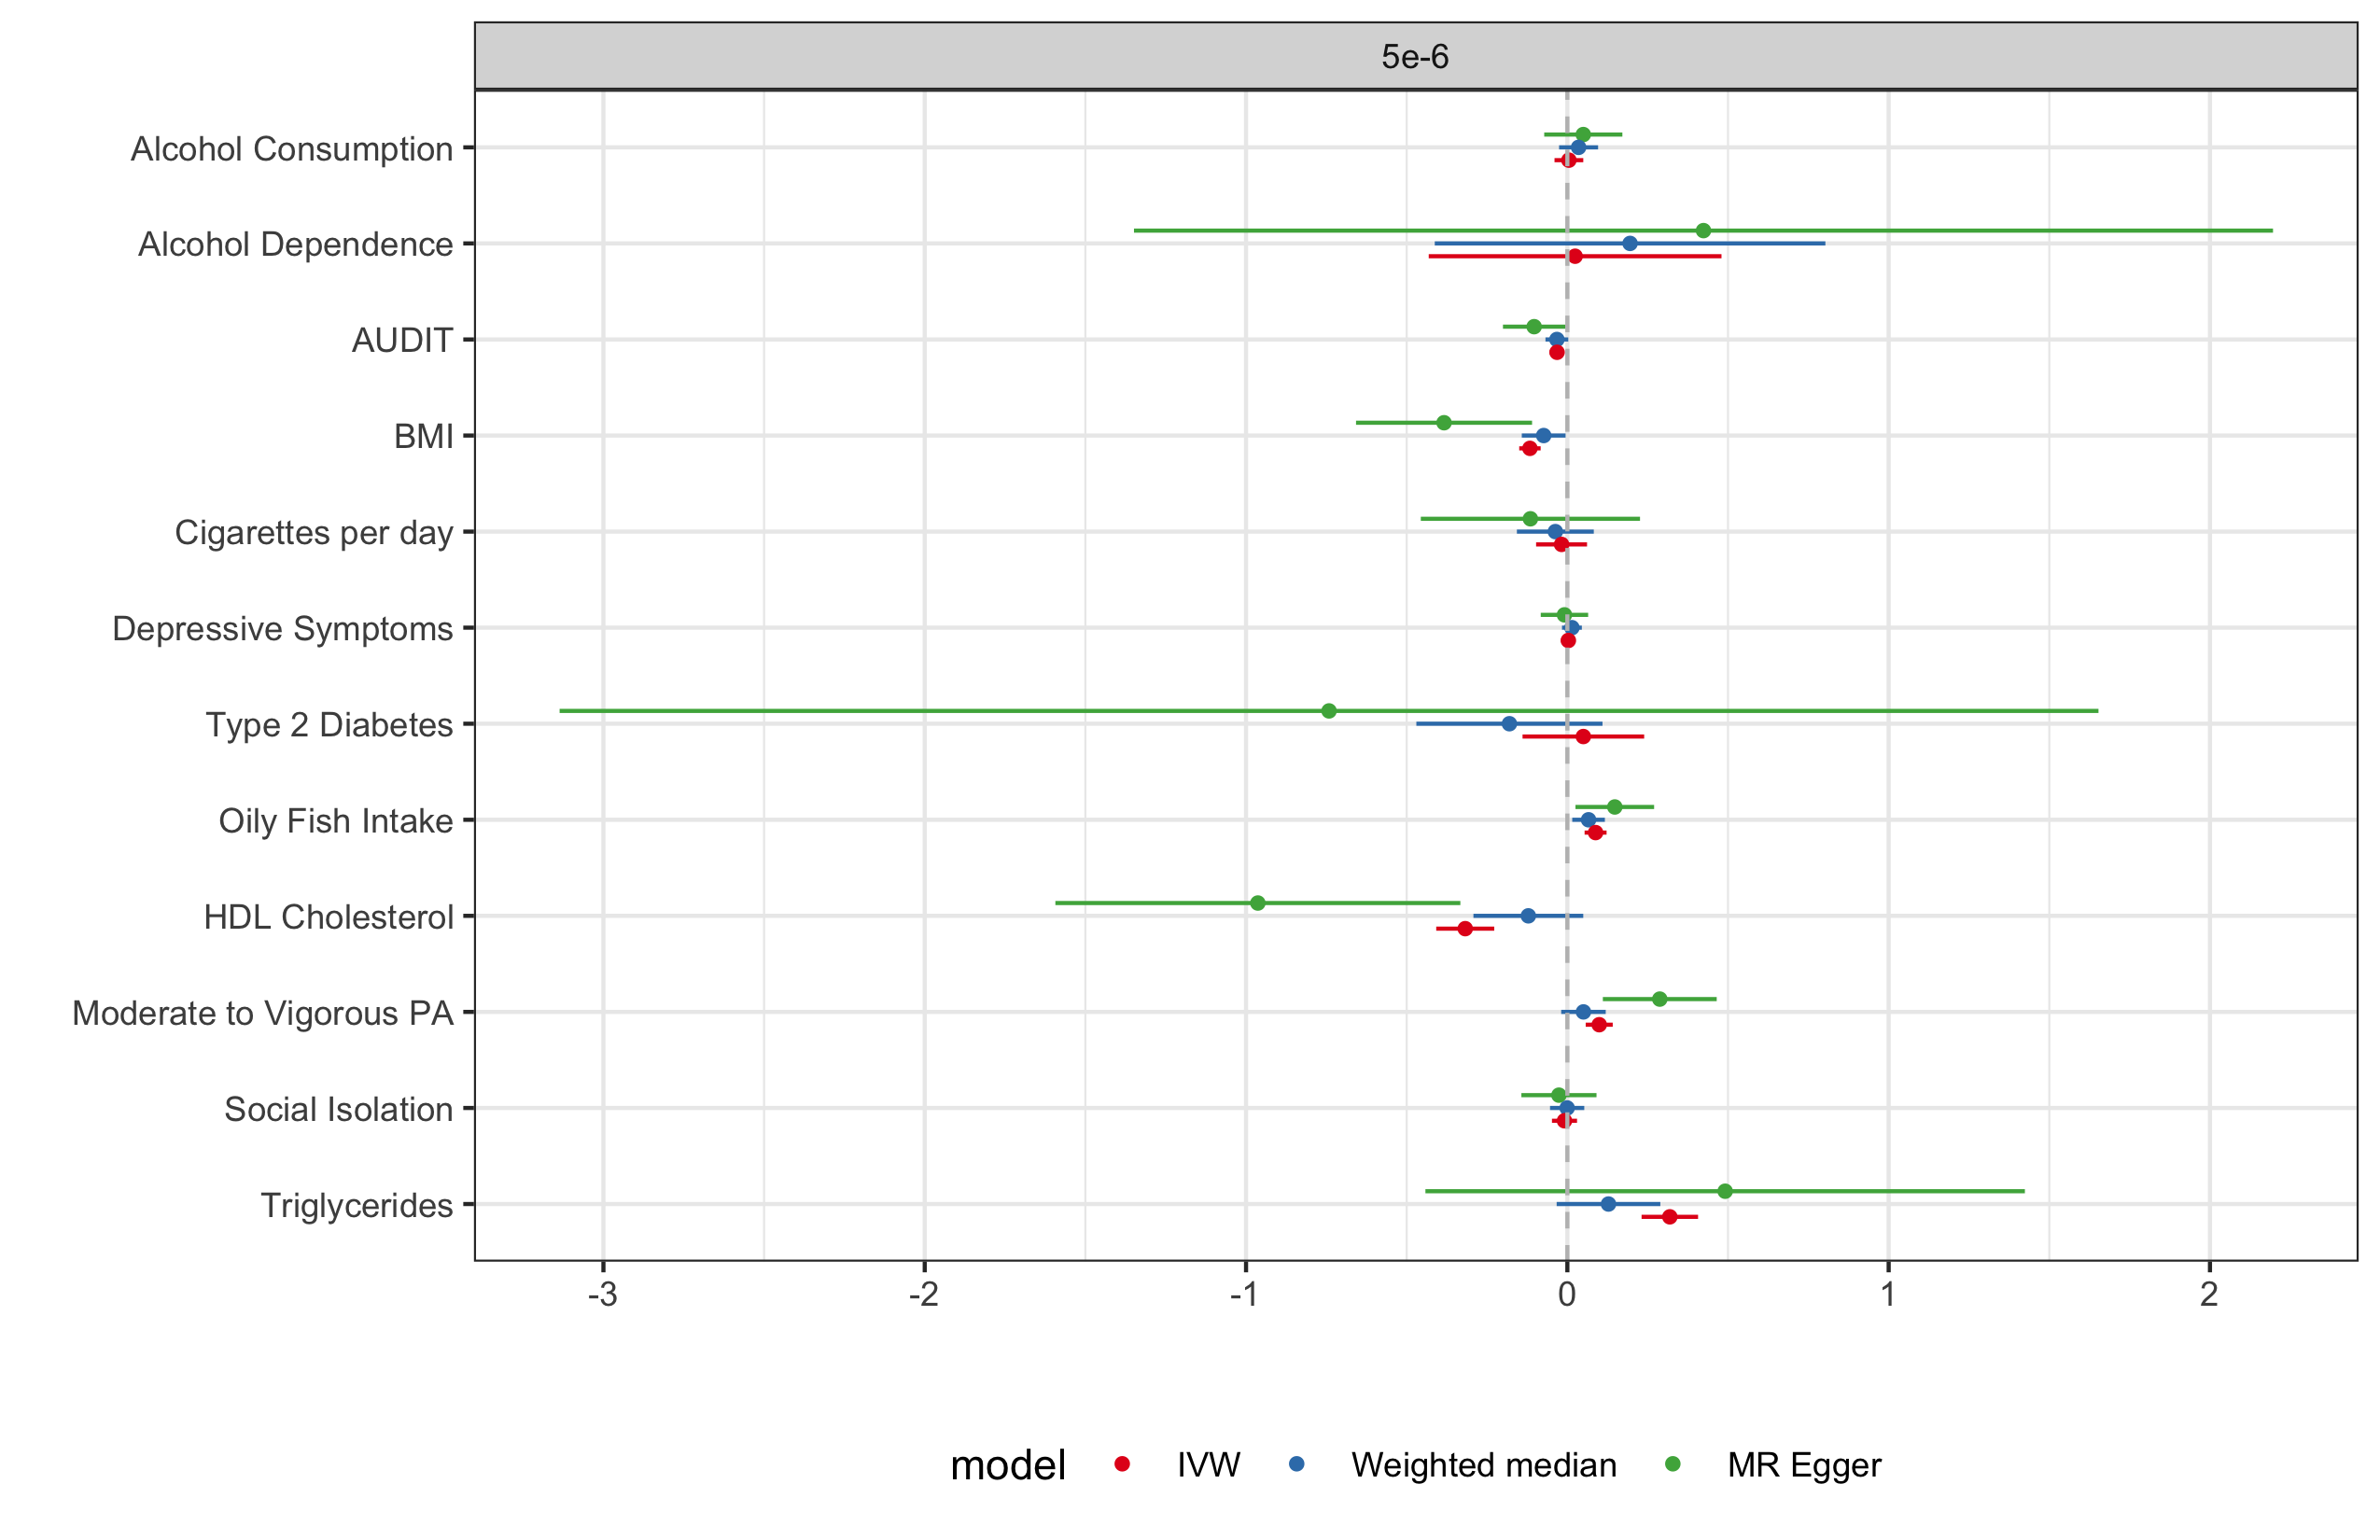 5e-6
Alcohol Consumption
Alcohol Dependence
AUDIT
BMI
Cigarettes per day
Depressive Symptoms
Type 2 Diabetes
Oily Fish Intake
HDL Cholesterol
Moderate to Vigorous PA
Social Isolation
Triglycerides
-3 -2 -1 0 1 2
model IVW Weighted median MR Egger